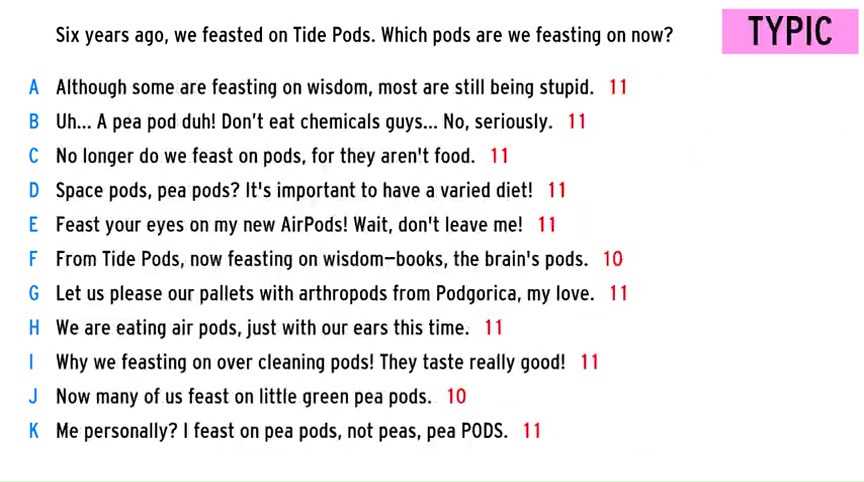 Six years ago, we feasted on Tide Pods. Which pods are we feasting on now?
TYPIC
A Although some are feasting on wisdom, most are still being stupid. 11
B Uh... A pea pod duh! Don't eat chemicals guys... No, seriously. 11
C No longer do we feast on pods, for they aren't food. 11
D Space pods, pea pods? It's important to have a varied diet! 11
E Feast your eyes on my new AirPods! Wait, don't leave me! 11
F From Tide Pods, now feasting on wisdom—books, the brain's pods. 10
G Let us please our pallets with arthropods from Podgorica, my love. 11
H We are eating air pods, just with our ears this time. 11
I Why we feasting on over cleaning pods! They taste really good! 11
J Now many of us feast on little green pea pods. 10
K Me personally? I feast on pea pods, not peas, pea PODS. 11